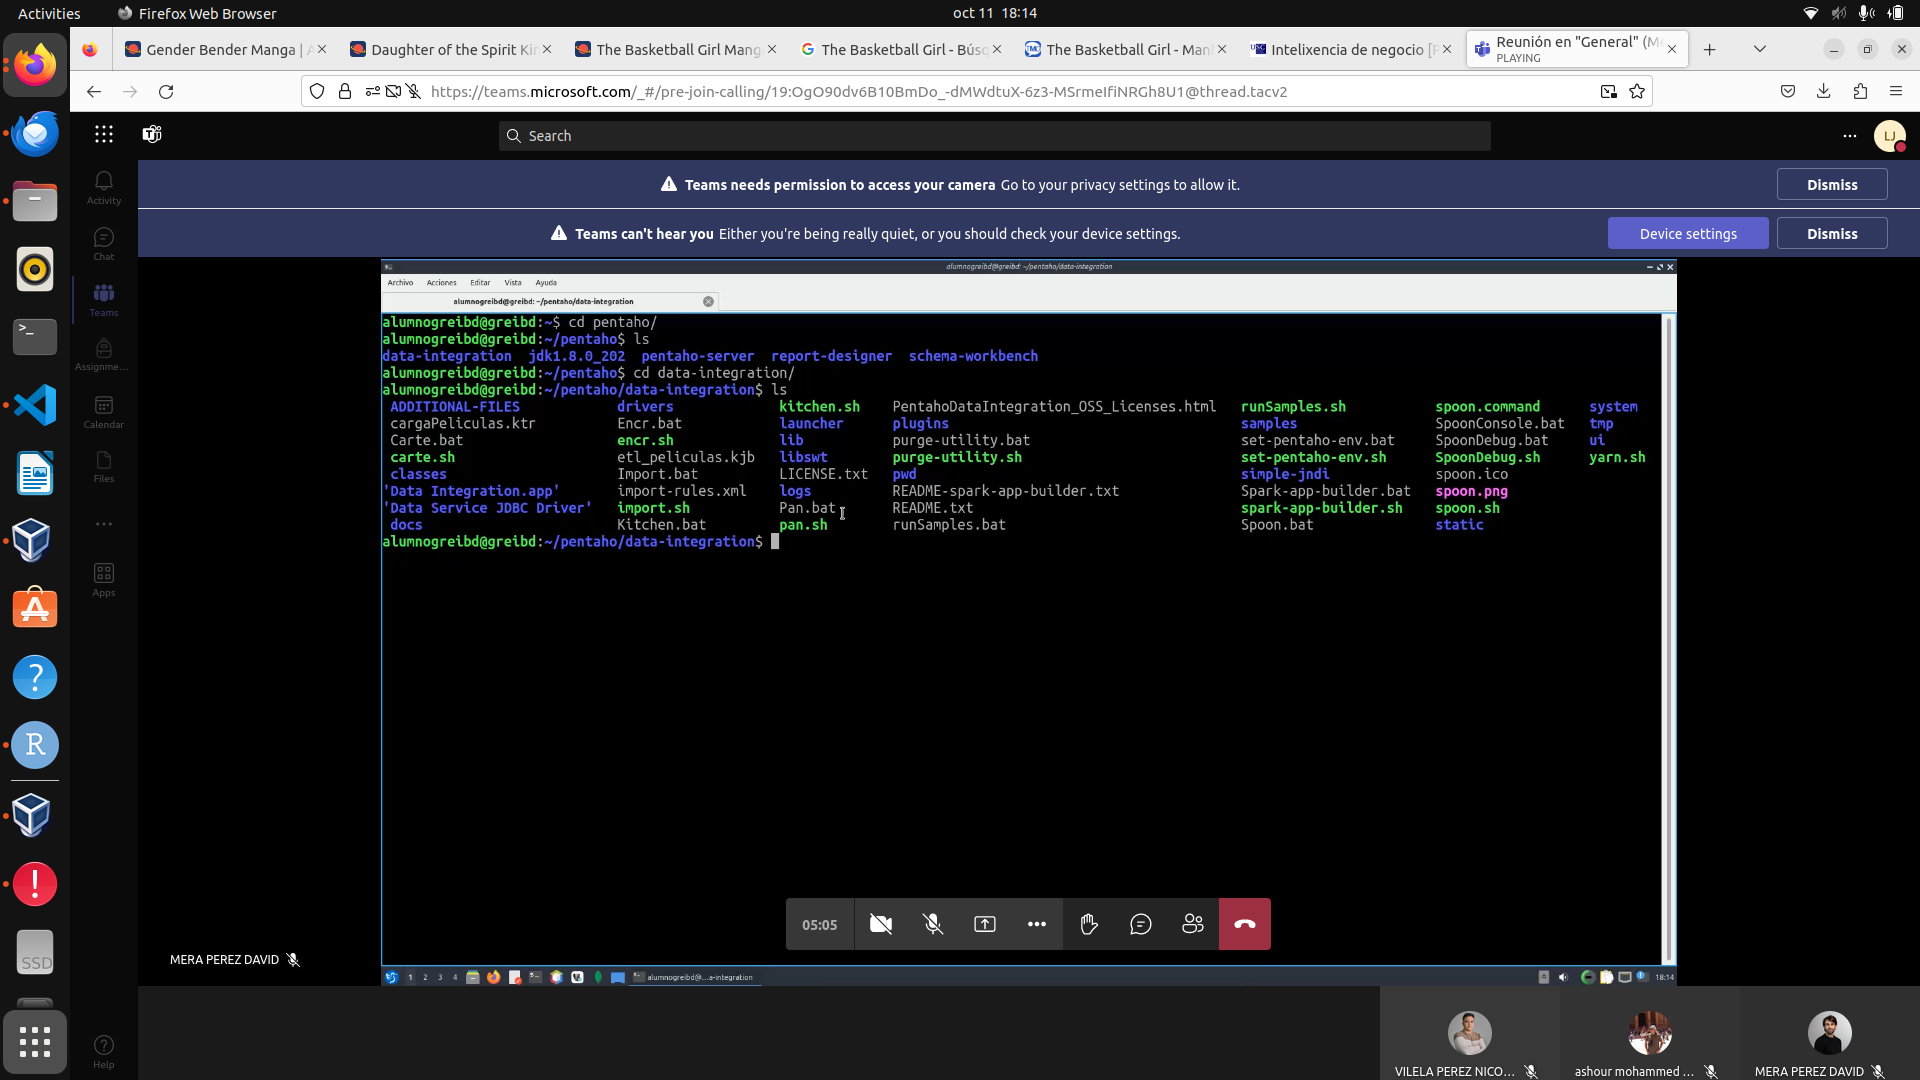 Activities
Firefox Web Browser
oct 11 18:14
Gender Bender Manga | A
Daughter of the Spirit Ki
The Basketball Girl Mang
The Basketball Girl - Búsq
The Basketball Girl - Man
Intelixencia de negocio [P
Reunión en "General" (Me
PLAYING
https://teams.microsoft.com/_#/pre-join-calling/19:OgO90dv6B10BmDo_-dMWdtuX-6z3-MSrmeIfiNRGh8U1@thread.tacv2
Search
LJ
Activity
Chat
Teams
Assignme...
Calendar
Files
Apps
Help
Teams needs permission to access your camera Go to your privacy settings to allow it.
Dismiss
Teams can't hear you Either you're being really quiet, or you should check your device settings.
Device settings
Dismiss
alumnogreibd@greibd: ~/pentaho/data-integration
Archivo Acciones Editar Vista Ayuda
alumnogreibd@greibd: ~/pentaho/data-integration
alumnogreibd@greibd:~$ cd pentaho/
alumnogreibd@greibd:~/pentaho$ ls
data-integration jdk1.8.0_202 pentaho-server report-designer schema-workbench
alumnogreibd@greibd:~/pentaho$ cd data-integration/
alumnogreibd@greibd:~/pentaho/data-integration$ ls
ADDITIONAL-FILES drivers kitchen.sh PentahoDataIntegration_OSS_Licenses.html runSamples.sh spoon.command system
cargaPeliculas.ktr Encr.bat launcher plugins samples SpoonConsole.bat tmp
Carte.bat encr.sh lib purge-utility.bat set-pentaho-env.bat SpoonDebug.bat ui
carte.sh etl_peliculas.kjb libswt purge-utility.sh set-pentaho-env.sh SpoonDebug.sh yarn.sh
classes Import.bat LICENSE.txt pwd simple-jndi spoon.ico
'Data Integration.app' import-rules.xml logs README-spark-app-builder.txt Spark-app-builder.bat spoon.png
'Data Service JDBC Driver' import.sh Pan.bat README.txt spark-app-builder.sh spoon.sh
docs Kitchen.bat pan.sh runSamples.bat Spoon.bat static
alumnogreibd@greibd:~/pentaho/data-integration$
05:05
MERA PEREZ DAVID
1 2 3 4
alumnogreibd@...a-integration
18:14
SSD
VILELA PEREZ NICO...
ashour mohammed ...
MERA PEREZ DAVID